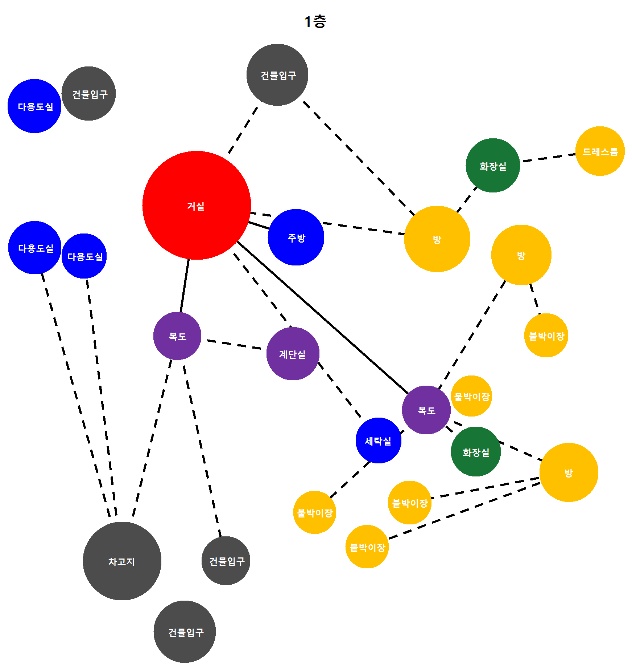 1층
건물입구
건물입구
다용도실
드레스룸
화장실
거실
주방
방
방
다용도실
다용도실
복도
붙박이장
계단실
붙박이장
복도
세탁실
화장실
방
붙박이장
붙박이장
붙박이장
차고지
건물입구
건물입구